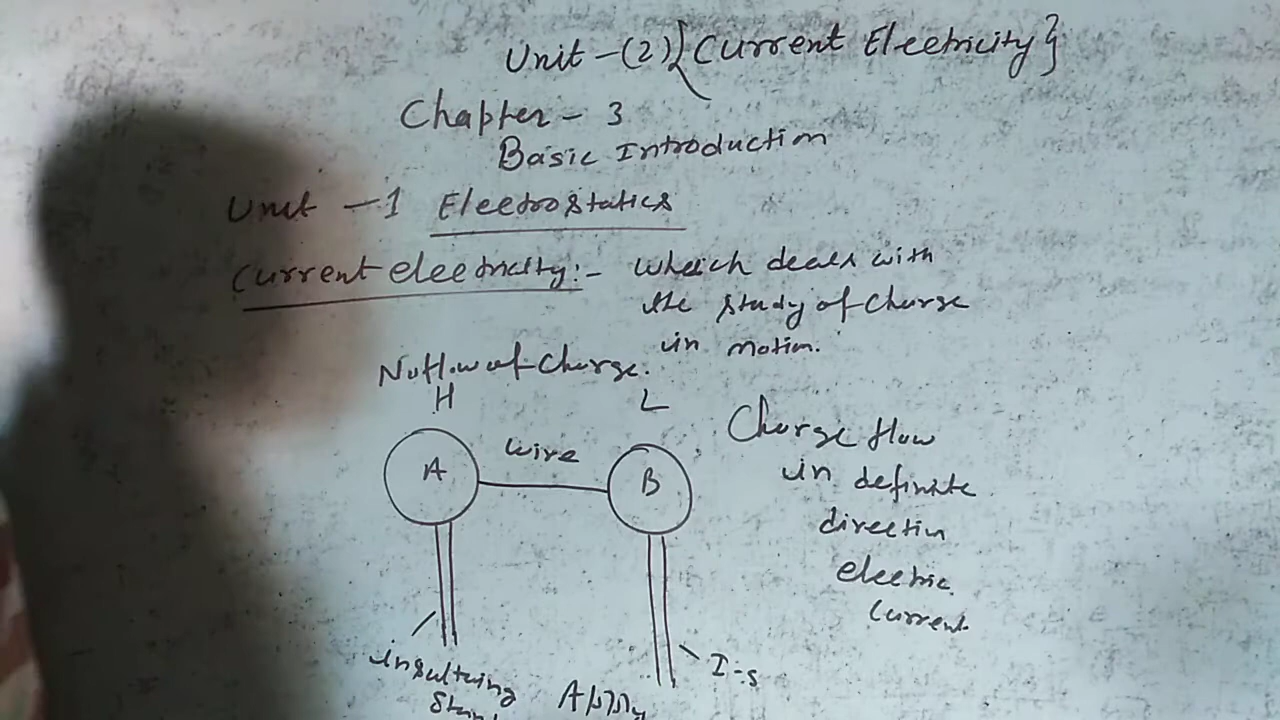 Unit -(2){Current Electricity}
Chapter - 3
Basic Introduction
Unit -1 Electrostatics
Current electricity:- which deals with
the study of charge
in motion.
No flow of Charge.
H L
A wire B
Charge flow
in definite
direction
electric
current.
insulting
I-s